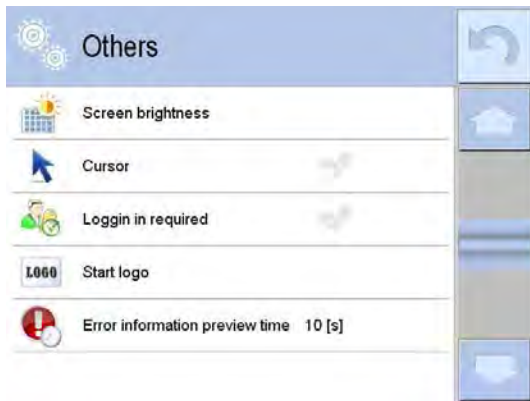 Others
Screen brightness
Cursor
Loggin in required
LOGO Start logo
Error information preview time 10 [s]